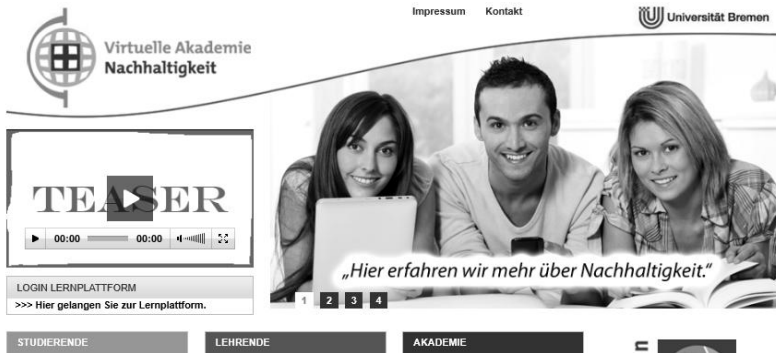 Impressum Kontakt
Universität Bremen
Virtuelle Akademie
Nachhaltigkeit
TEASER
00:00 00:00
„Hier erfahren wir mehr über Nachhaltigkeit.“
1 2 3 4
LOGIN LERNPLATTFORM
>>> Hier gelangen Sie zur Lernplattform.
STUDIERENDE LEHRENDE AKADEMIE